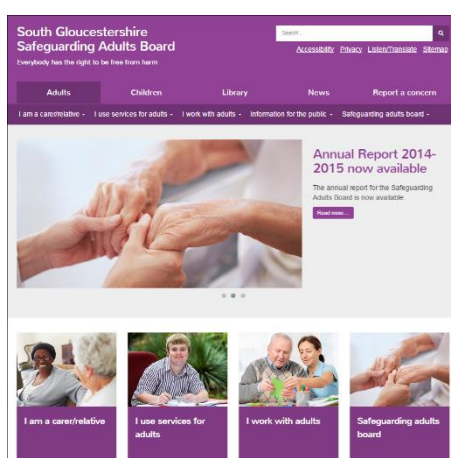 South Gloucestershire
Safeguarding Adults Board
Everybody has the right to be free from harm
Search...
Accessibility Privacy Listen/Translate Sitemap
Adults Children Library News Report a concern
I am a carer/relative I use services for adults I work with adults Information for the public Safeguarding adults board
Annual Report 2014-
2015 now available
The annual report for the Safeguarding
Adults Board is now available.
Read more...
I am a carer/relative
I use services for
adults
I work with adults
Safeguarding adults
board